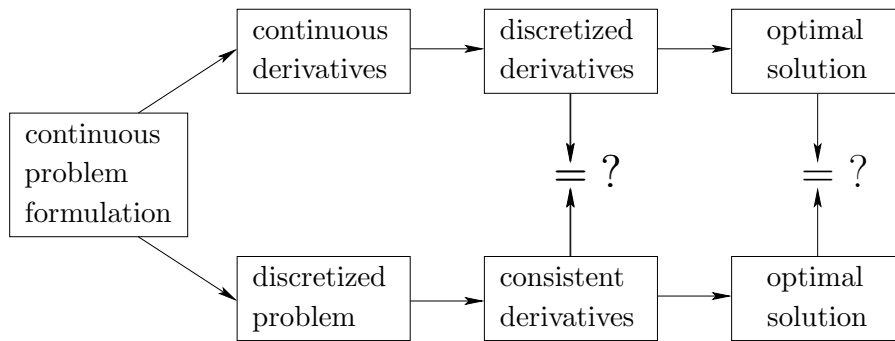 continuous
derivatives
discretized
derivatives
optimal
solution
continuous
problem
formulation
= ?
= ?
discretized
problem
consistent
derivatives
optimal
solution